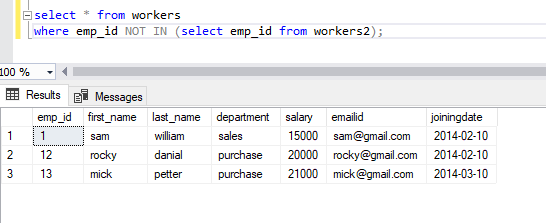 select * from workers
where emp_id NOT IN (select emp_id from workers2);
100 %
Results Messages
emp_id first_name last_name department salary emailid joiningdate
1 1 sam william sales 15000 sam@gmail.com 2014-02-10
2 12 rocky danial purchase 20000 rocky@gmail.com 2014-02-10
3 13 mick petter purchase 21000 mick@gmail.com 2014-03-10